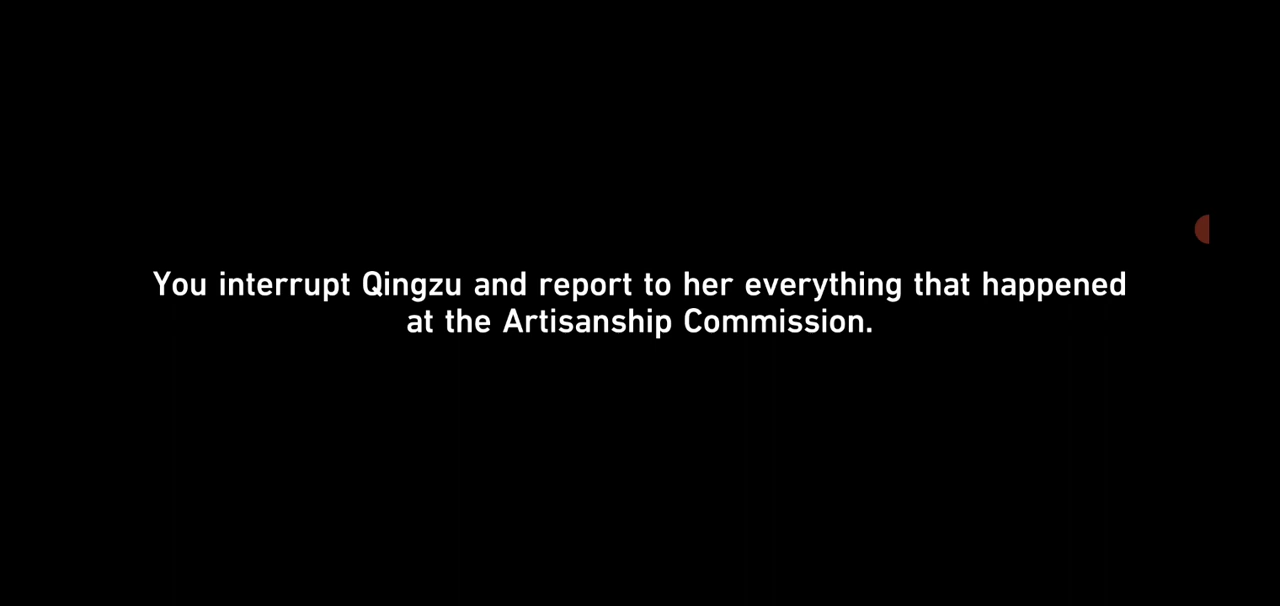 You interrupt Qingzu and report to her everything that happened
at the Artisanship Commission.